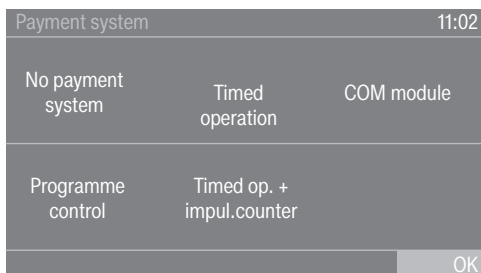 Payment system 11:02
No payment
system
Timed
operation
COM module
Programme
control
Timed op. +
impul.counter
OK